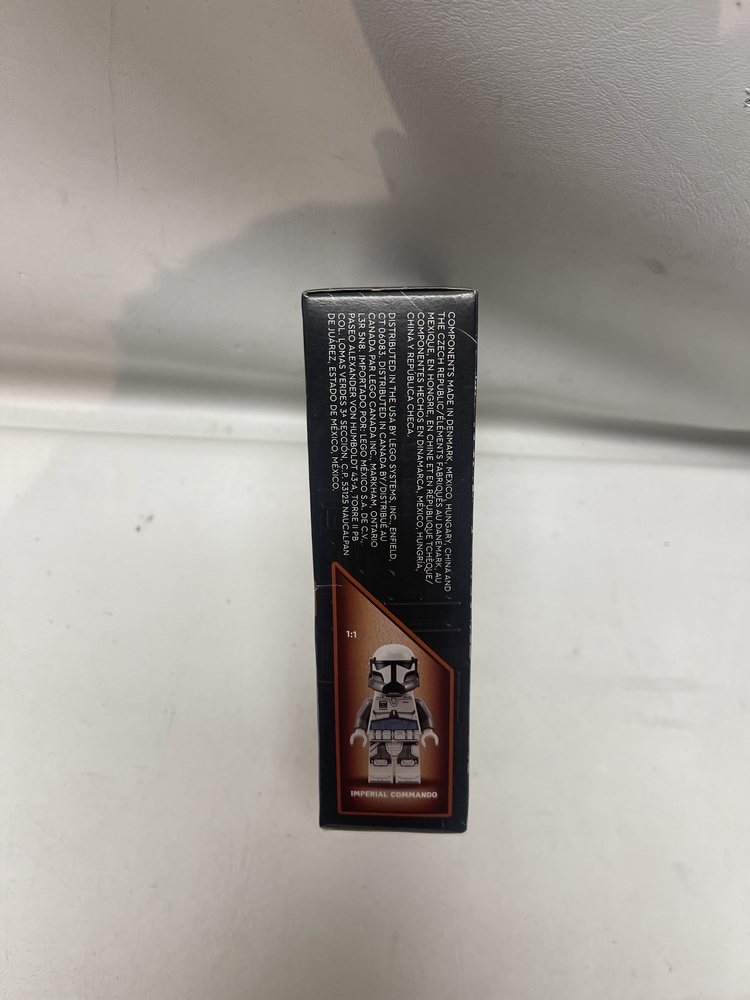 COMPONENTS MADE IN DENMARK, MEXICO, HUNGARY, CHINA AND
THE CZECH REPUBLIC/ÉLÉMENTS FABRIQUÉS AU DANEMARK, AU
MEXIQUE, EN HONGRIE, EN CHINE ET EN RÉPUBLIQUE TCHÈQUE/
COMPONENTES HECHOS EN DINAMARCA, MÉXICO, HUNGRÍA,
CHINA Y REPÚBLICA CHECA.
DISTRIBUTED IN THE USA BY LEGO SYSTEMS, INC., ENFIELD,
CT 06083. DISTRIBUTED IN CANADA BY/DISTRIBUÉ AU
CANADA PAR LEGO CANADA INC., MARKHAM, ONTARIO
L3R 5N8. IMPORTADO POR: LEGO MÉXICO S.A. DE C.V.,
PASEO ALEXANDER VON HUMBOLDT 43-A, TORRE II PB
COL. LOMAS VERDES 3ª SECCIÓN, C.P. 53125 NAUCALPAN
DE JUÁREZ, ESTADO DE MÉXICO, MÉXICO.
1:1
IMPERIAL COMMANDO